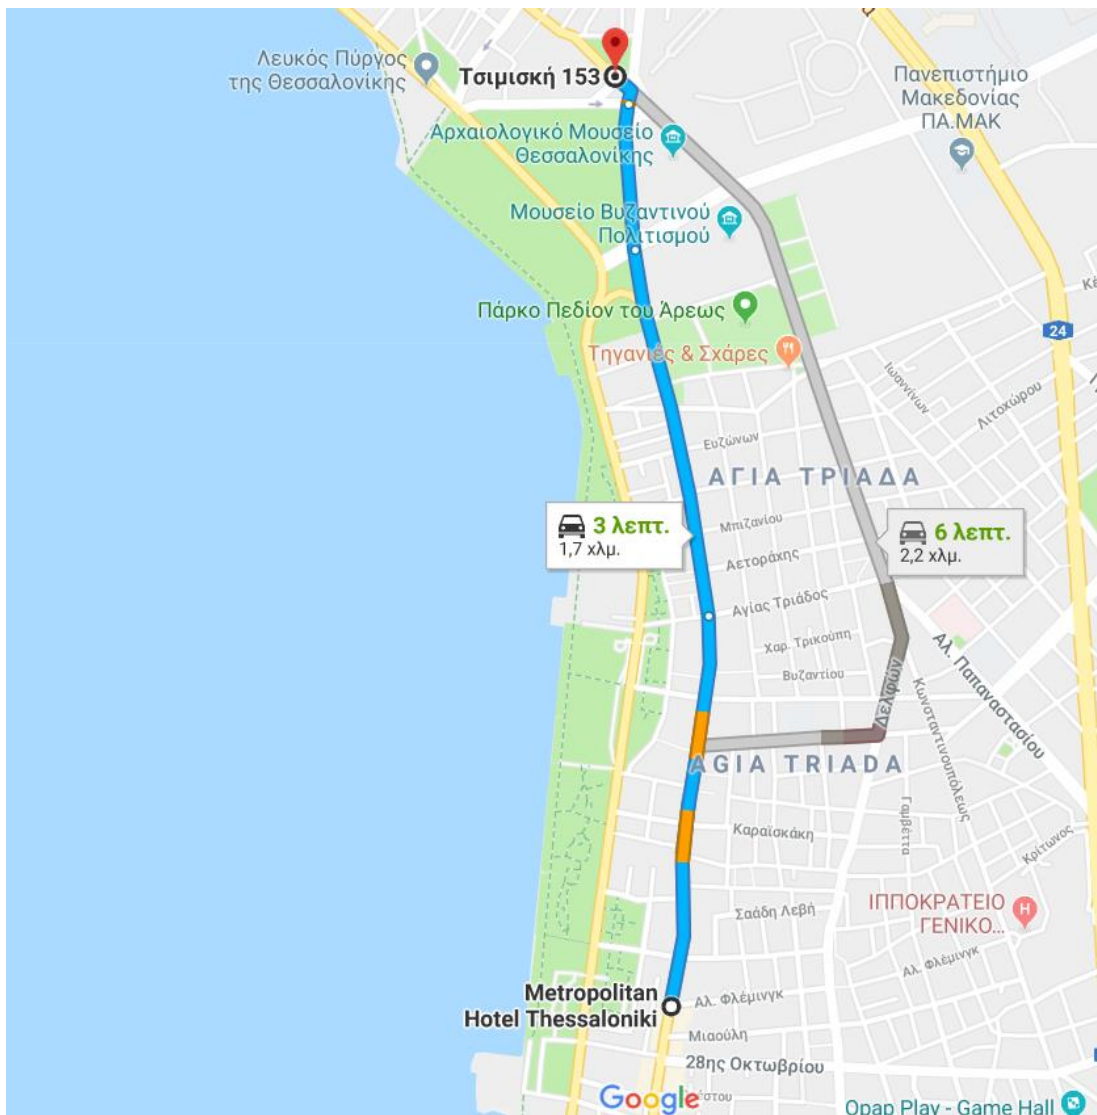 Λευκός Πύργος
της Θεσσαλονίκης
Τσιμισκή 153
Πανεπιστήμιο
Μακεδονίας
ΠΑ.ΜΑΚ
Αρχαιολογικό Μουσείο
Θεσσαλονίκης
Μουσείο Βυζαντινού
Πολιτισμού
Πάρκο Πεδίον του Άρεως
24
Τηγανιές & Σχάρες
Ιωαννίνων
Λιτοχώρου
Ευζώνων
ΑΓΙΑ ΤΡΙΑΔΑ
Μπιζανίου
3 λεπτ.
1,7 χλμ.
6 λεπτ.
2,2 χλμ.
Αετοράχης
Αγίας Τριάδος
Χαρ. Τρικούπη
Βυζαντίου
Δελφών
Αλ. Παπαναστασίου
Κωνσταντινουπόλεως
AGIA TRIADA
Γαμβέττα
Καραϊσκάκη
Κρίτωνος
Σαάδη Λεβή
ΙΠΠΟΚΡΑΤΕΙΟ
ΓΕΝΙΚΟ...
H
Αλ. Φλέμινγκ
Metropolitan
Hotel Thessaloniki
Αλ. Φλέμινγκ
Μιαούλη
28ης Οκτωβρίου
Google
Opap Play - Game Hall